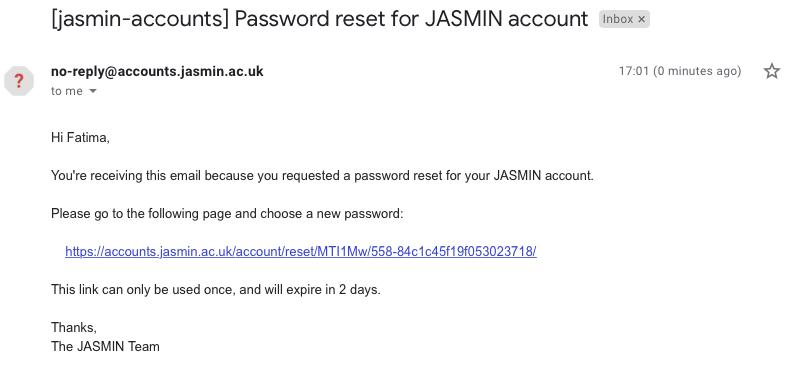 [jasmin-accounts] Password reset for JASMIN account Inbox ×
?
no-reply@accounts.jasmin.ac.uk 17:01 (0 minutes ago)
to me
Hi Fatima,
You're receiving this email because you requested a password reset for your JASMIN account.
Please go to the following page and choose a new password:
https://accounts.jasmin.ac.uk/account/reset/MTI1Mw/558-84c1c45f19f053023718/
This link can only be used once, and will expire in 2 days.
Thanks,
The JASMIN Team